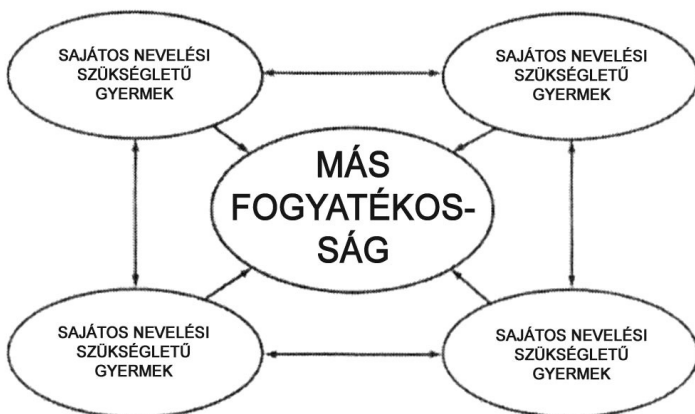 SAJÁTOS NEVELÉSI
SZÜKSÉGLETŰ
GYERMEK
SAJÁTOS NEVELÉSI
SZÜKSÉGLETŰ
GYERMEK
MÁS
FOGYATÉKOS-
SÁG
SAJÁTOS NEVELÉSI
SZÜKSÉGLETŰ
GYERMEK
SAJÁTOS NEVELÉSI
SZÜKSÉGLETŰ
GYERMEK